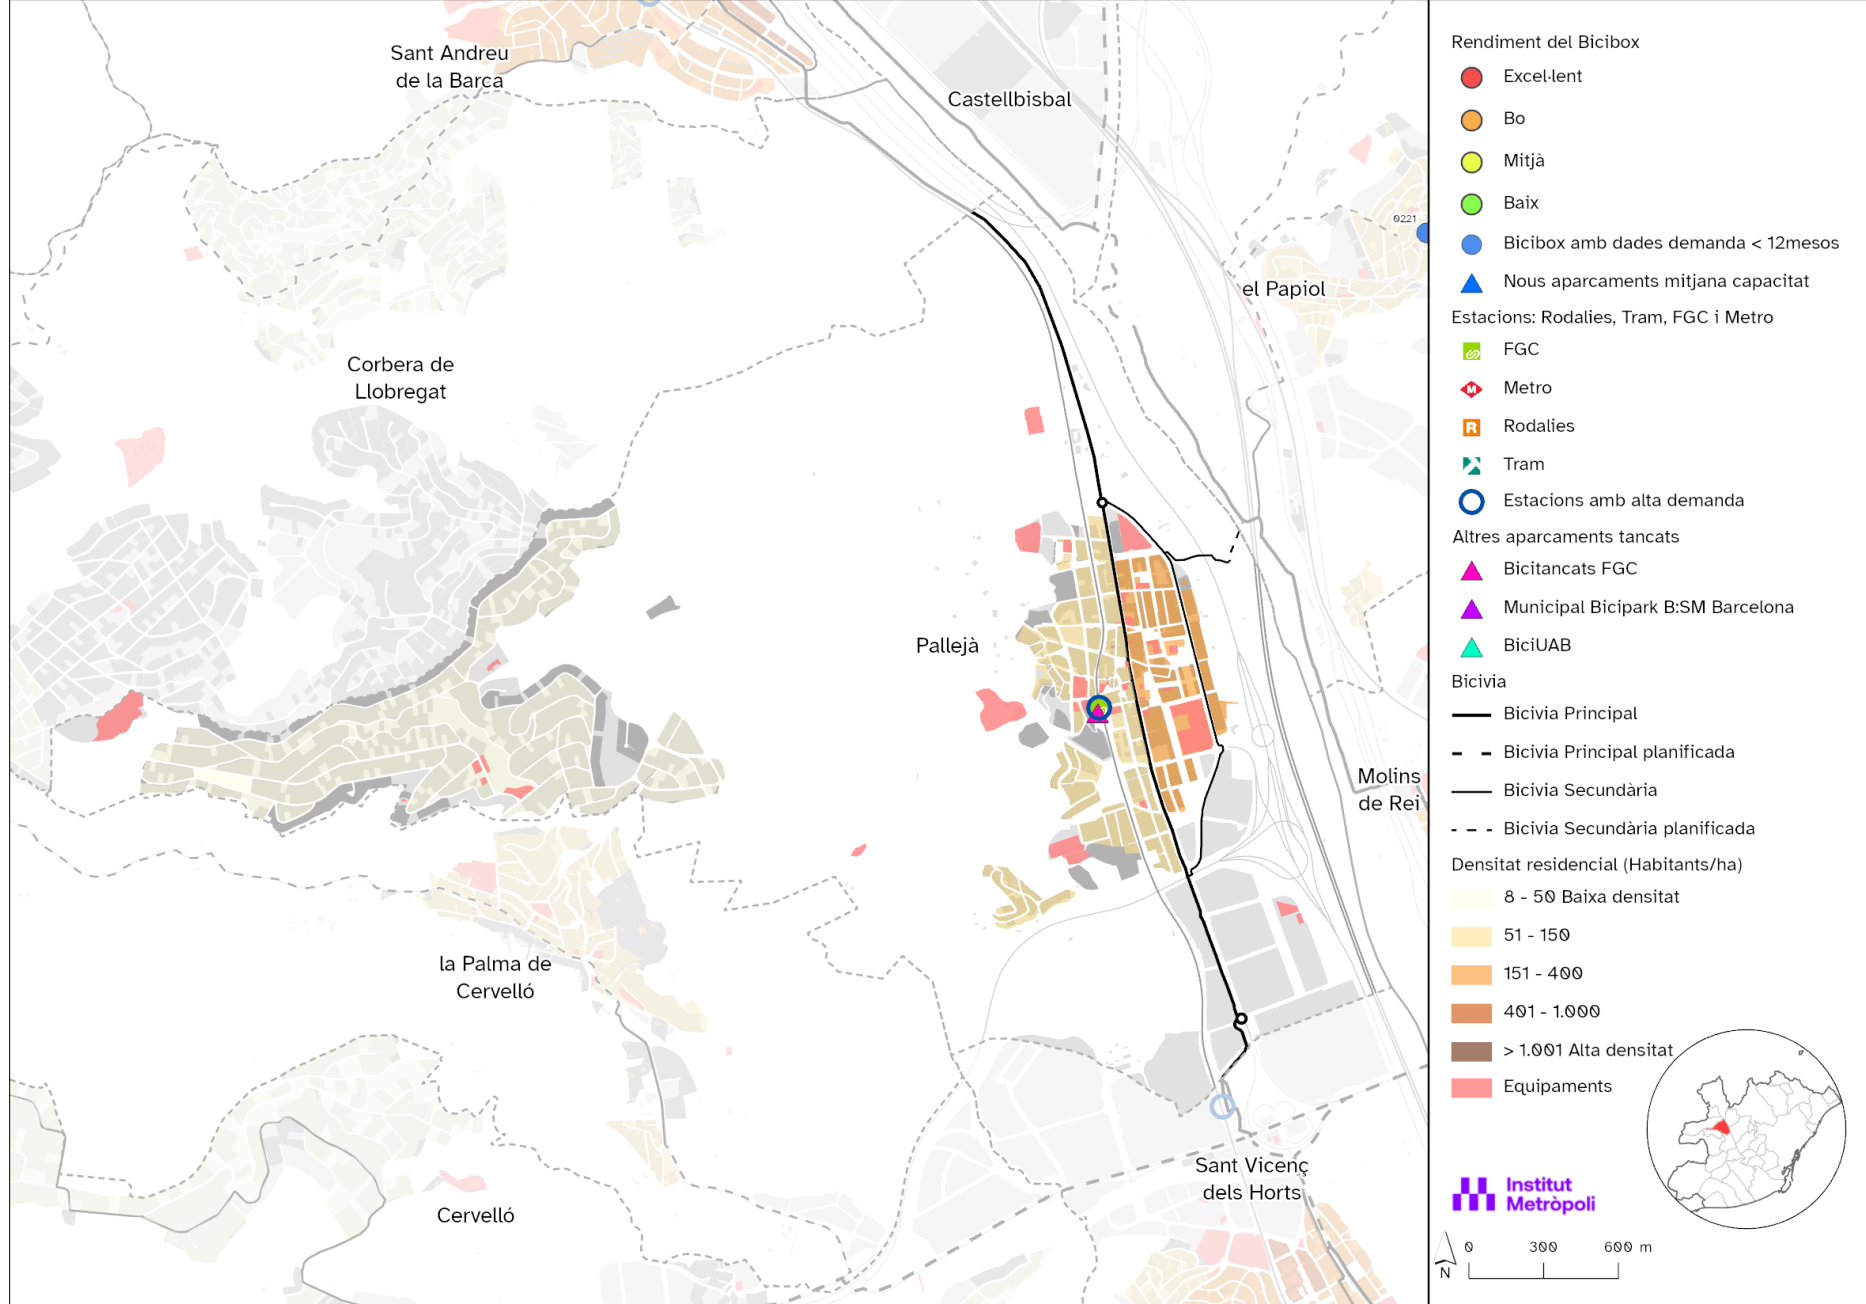 Sant Andreu
de la Barca
Castellbisbal
0221
el Papiol
Corbera de
Llobregat
Pallejà
Molins
de Rei
la Palma de
Cervelló
Sant Vicenç
dels Horts
Cervelló
Rendiment del Bicibox
Excel·lent
Bo
Mitjà
Baix
Bicibox amb dades demanda < 12mesos
Nous aparcaments mitjana capacitat
Estacions: Rodalies, Tram, FGC i Metro
FGC
M
Metro
R
Rodalies
Tram
Estacions amb alta demanda
Altres aparcaments tancats
Bicitancats FGC
Municipal Bicipark B:SM Barcelona
BiciUAB
Bicivia
Bicivia Principal
Bicivia Principal planificada
Bicivia Secundària
Bicivia Secundària planificada
Densitat residencial (Habitants/ha)
8 - 50 Baixa densitat
51 - 150
151 - 400
401 - 1.000
> 1.001 Alta densitat
Equipaments
Institut
Metròpoli
N
0 300 600 m